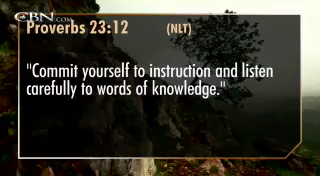 CBN.COM
Proverbs 23:12 (NLT)
"Commit yourself to instruction and listen
carefully to words of knowledge."